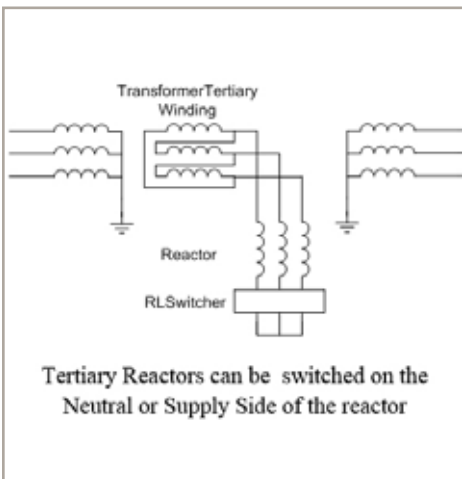 TransformerTertiary
Winding
Reactor
RLSwitcher
Tertiary Reactors can be switched on the
Neutral or Supply Side of the reactor